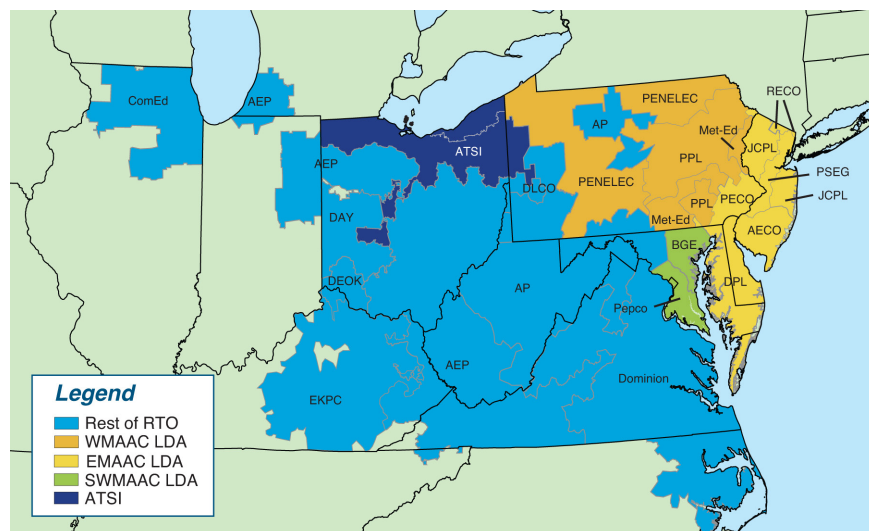 RECO
ComEd
AEP
PENELEC
AP
Met-Ed
JCPL
ATSI
AEP
PPL
PSEG
PENELEC
DLCO
JCPL
PECO
PPL
DAY
Met-Ed
AECO
BGE
DEOK
DPL
AP
Pepco
AEP
Dominion
EKPC
Legend
Rest of RTO
WMAAC LDA
EMAAC LDA
SWMAAC LDA
ATSI